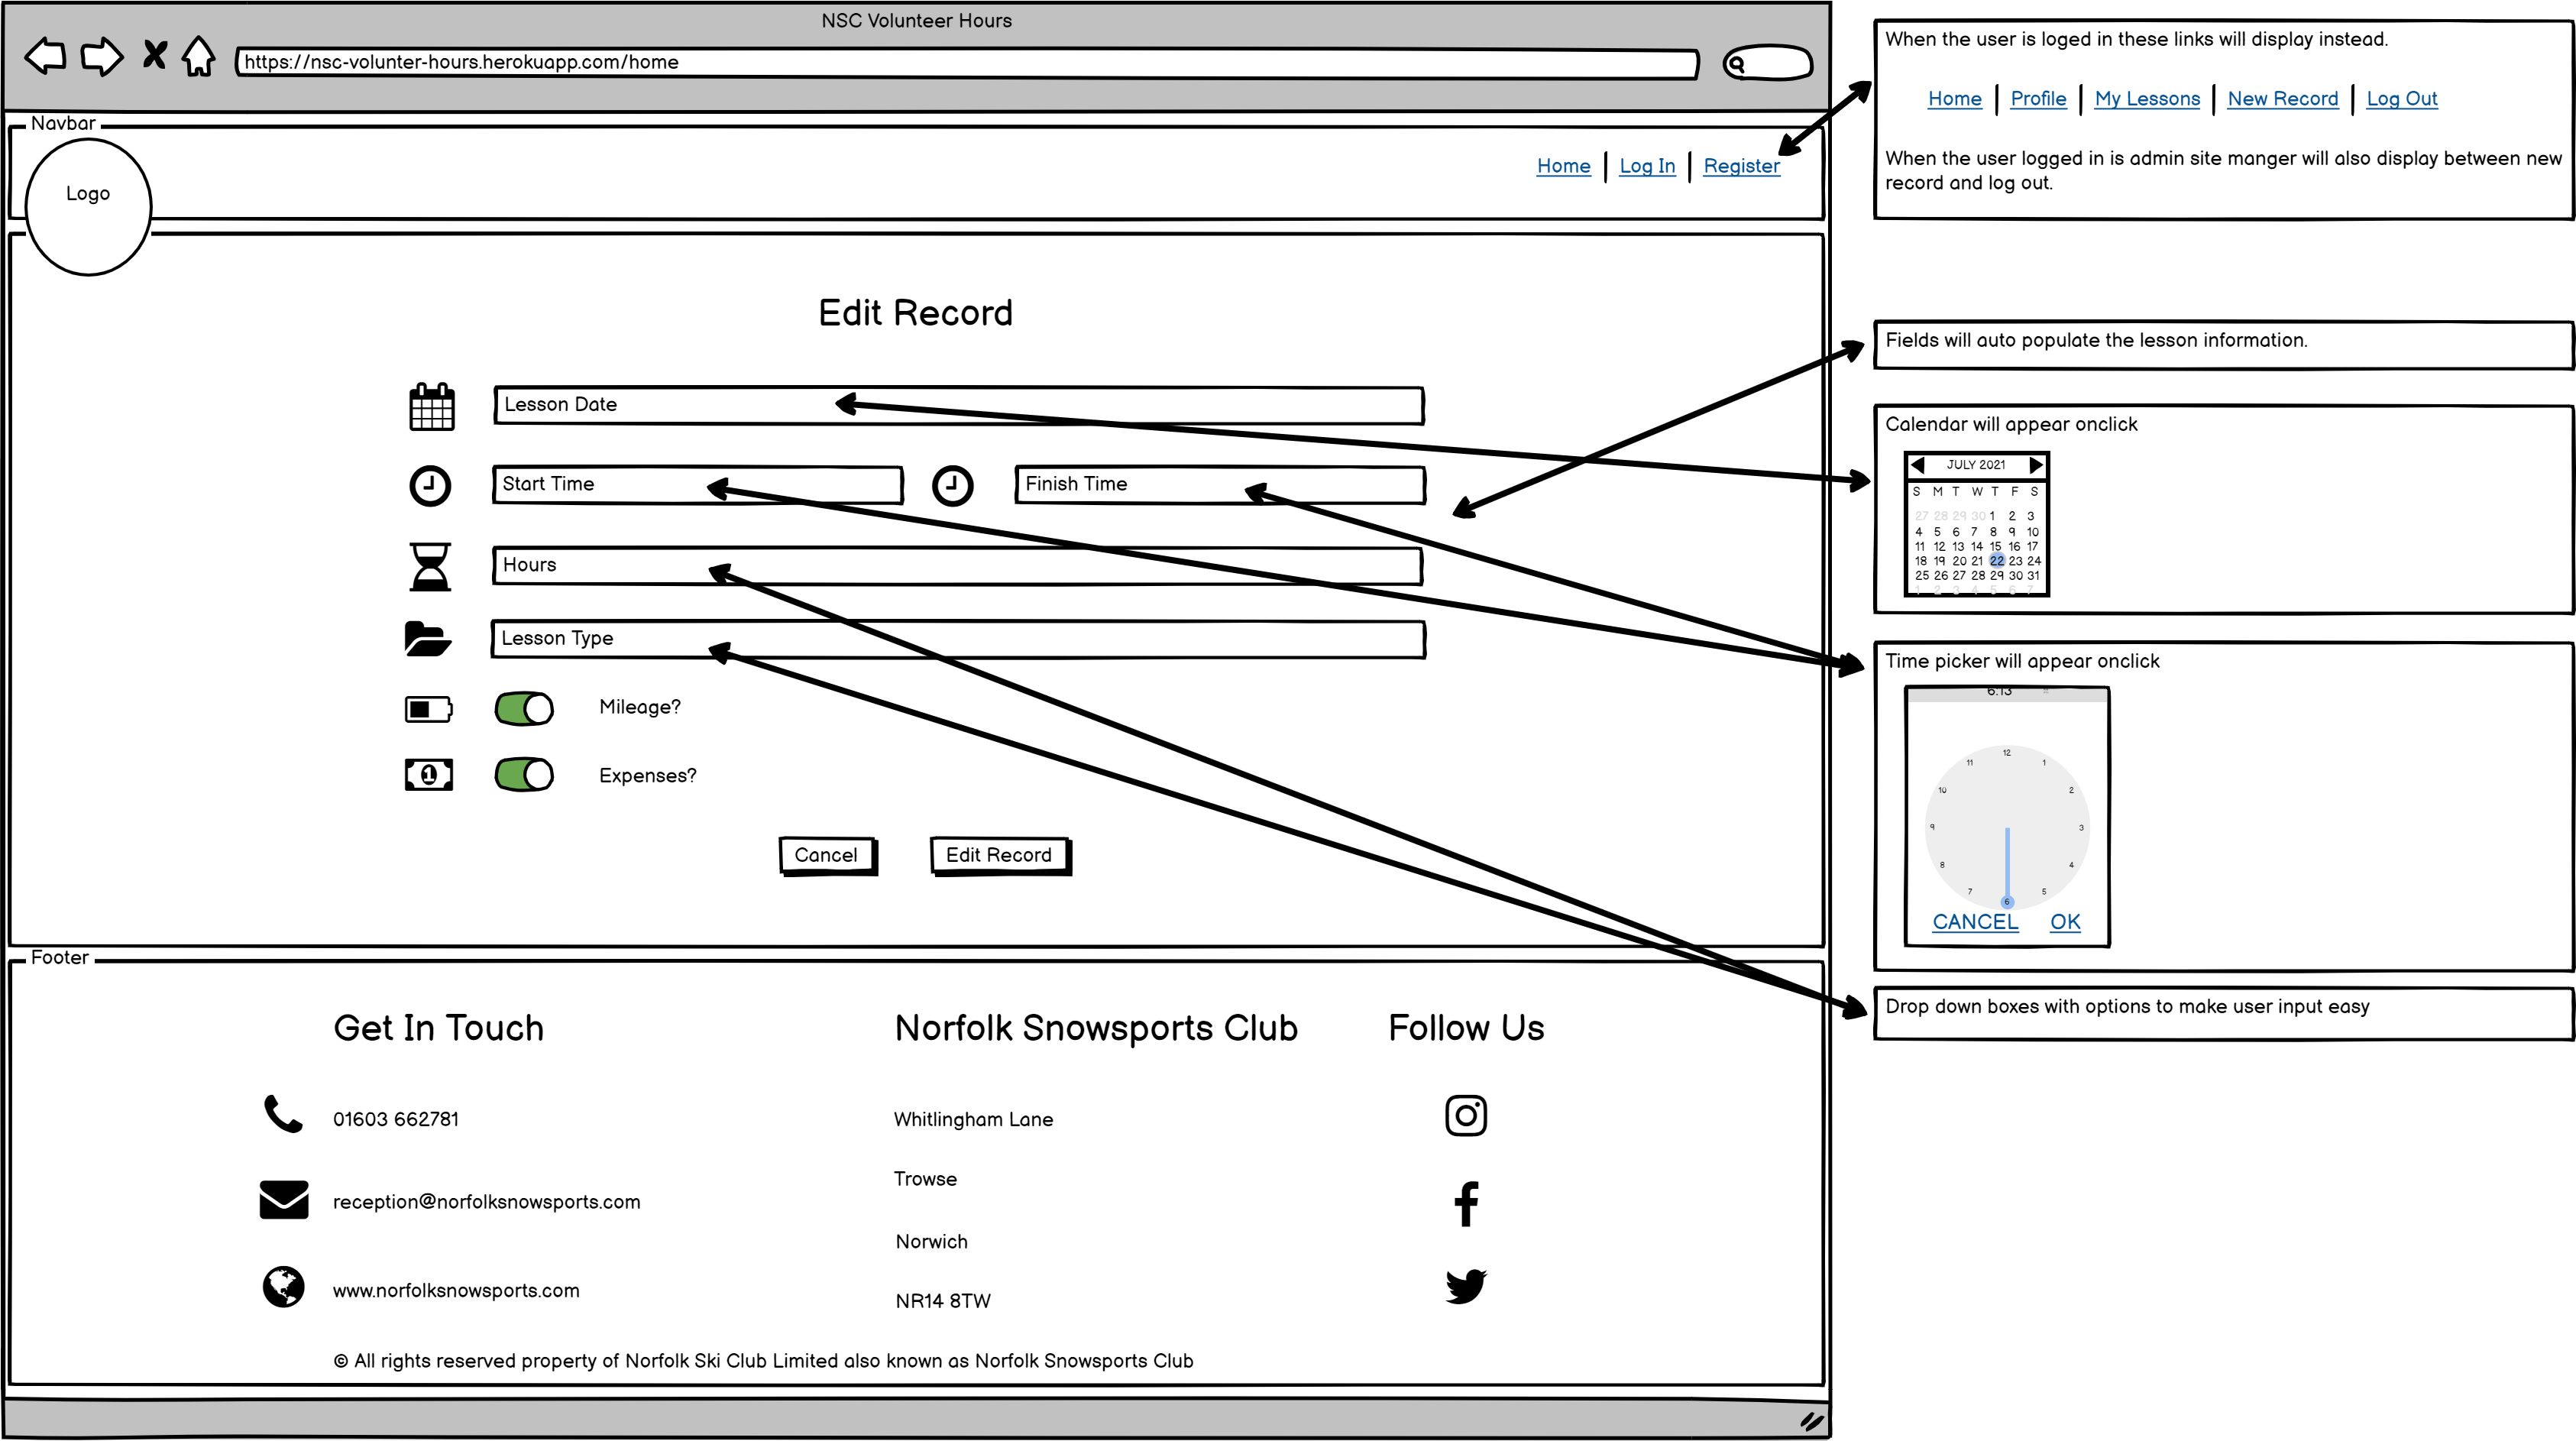 NSC Volunteer Hours
https://nsc-volunter-hours.herokuapp.com/home
Navbar
Logo
Home Log In Register
Edit Record
Lesson Date
Start Time Finish Time
Hours
Lesson Type
Mileage?
1 Expenses?
Cancel Edit Record
Footer
Get In Touch
01603 662781
reception@norfolksnowsports.com
www.norfolksnowsports.com
Norfolk Snowsports Club
Whitlingham Lane
Trowse
Norwich
NR14 8TW
Follow Us
© All rights reserved property of Norfolk Ski Club Limited also known as Norfolk Snowsports Club
When the user is loged in these links will display instead.
Home Profile My Lessons New Record Log Out
When the user logged in is admin site manger will also display between new
record and log out.
Fields will auto populate the lesson information.
Calendar will appear onclick
JULY 2021
S M T W T F S
27 28 29 30 1 2 3
4 5 6 7 8 9 10
11 12 13 14 15 16 17
18 19 20 21 22 23 24
25 26 27 28 29 30 31
1 2 3 4 5 6 7
Time picker will appear onclick
6:13
12
11 1
10 2
9 3
8 4
7 5
6
CANCEL OK
Drop down boxes with options to make user input easy